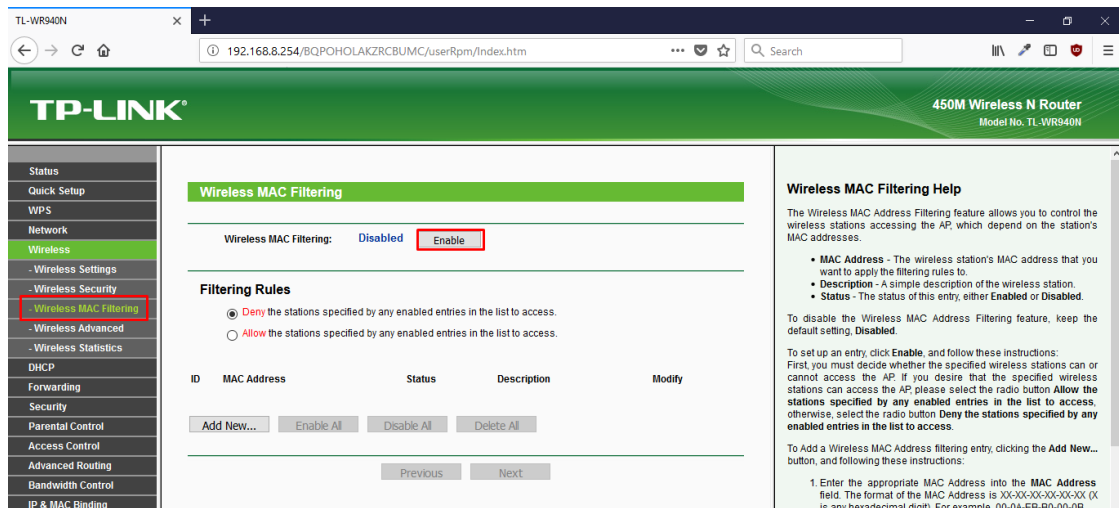 TL-WR940N
192.168.8.254/BQPOHOLAKZRCBUMC/userRpm/Index.htm
Search
TP-LINK®
450M Wireless N Router
Model No. TL-WR940N
Status
Quick Setup
WPS
Network
Wireless
- Wireless Settings
- Wireless Security
- Wireless MAC Filtering
- Wireless Advanced
- Wireless Statistics
DHCP
Forwarding
Security
Parental Control
Access Control
Advanced Routing
Bandwidth Control
IP & MAC Binding
Wireless MAC Filtering
Wireless MAC Filtering: Disabled Enable
Filtering Rules
Deny the stations specified by any enabled entries in the list to access.
Allow the stations specified by any enabled entries in the list to access.
ID MAC Address Status Description Modify
Add New... Enable All Disable All Delete All
Previous Next
Wireless MAC Filtering Help
The Wireless MAC Address Filtering feature allows you to control the
wireless stations accessing the AP, which depend on the station's
MAC addresses.
• MAC Address - The wireless station's MAC address that you
want to apply the filtering rules to.
• Description - A simple description of the wireless station.
• Status - The status of this entry, either Enabled or Disabled.
To disable the Wireless MAC Address Filtering feature, keep the
default setting, Disabled.
To set up an entry, click Enable, and follow these instructions:
First, you must decide whether the specified wireless stations can or
cannot access the AP. If you desire that the specified wireless
stations can access the AP, please select the radio button Allow the
stations specified by any enabled entries in the list to access,
otherwise, select the radio button Deny the stations specified by any
enabled entries in the list to access.
To Add a Wireless MAC Address filtering entry, clicking the Add New...
button, and following these instructions:
1. Enter the appropriate MAC Address into the MAC Address
field. The format of the MAC Address is XX-XX-XX-XX-XX-XX (X
is any hexadecimal digit). For example, 00-0A-EB-B0-00-0B.